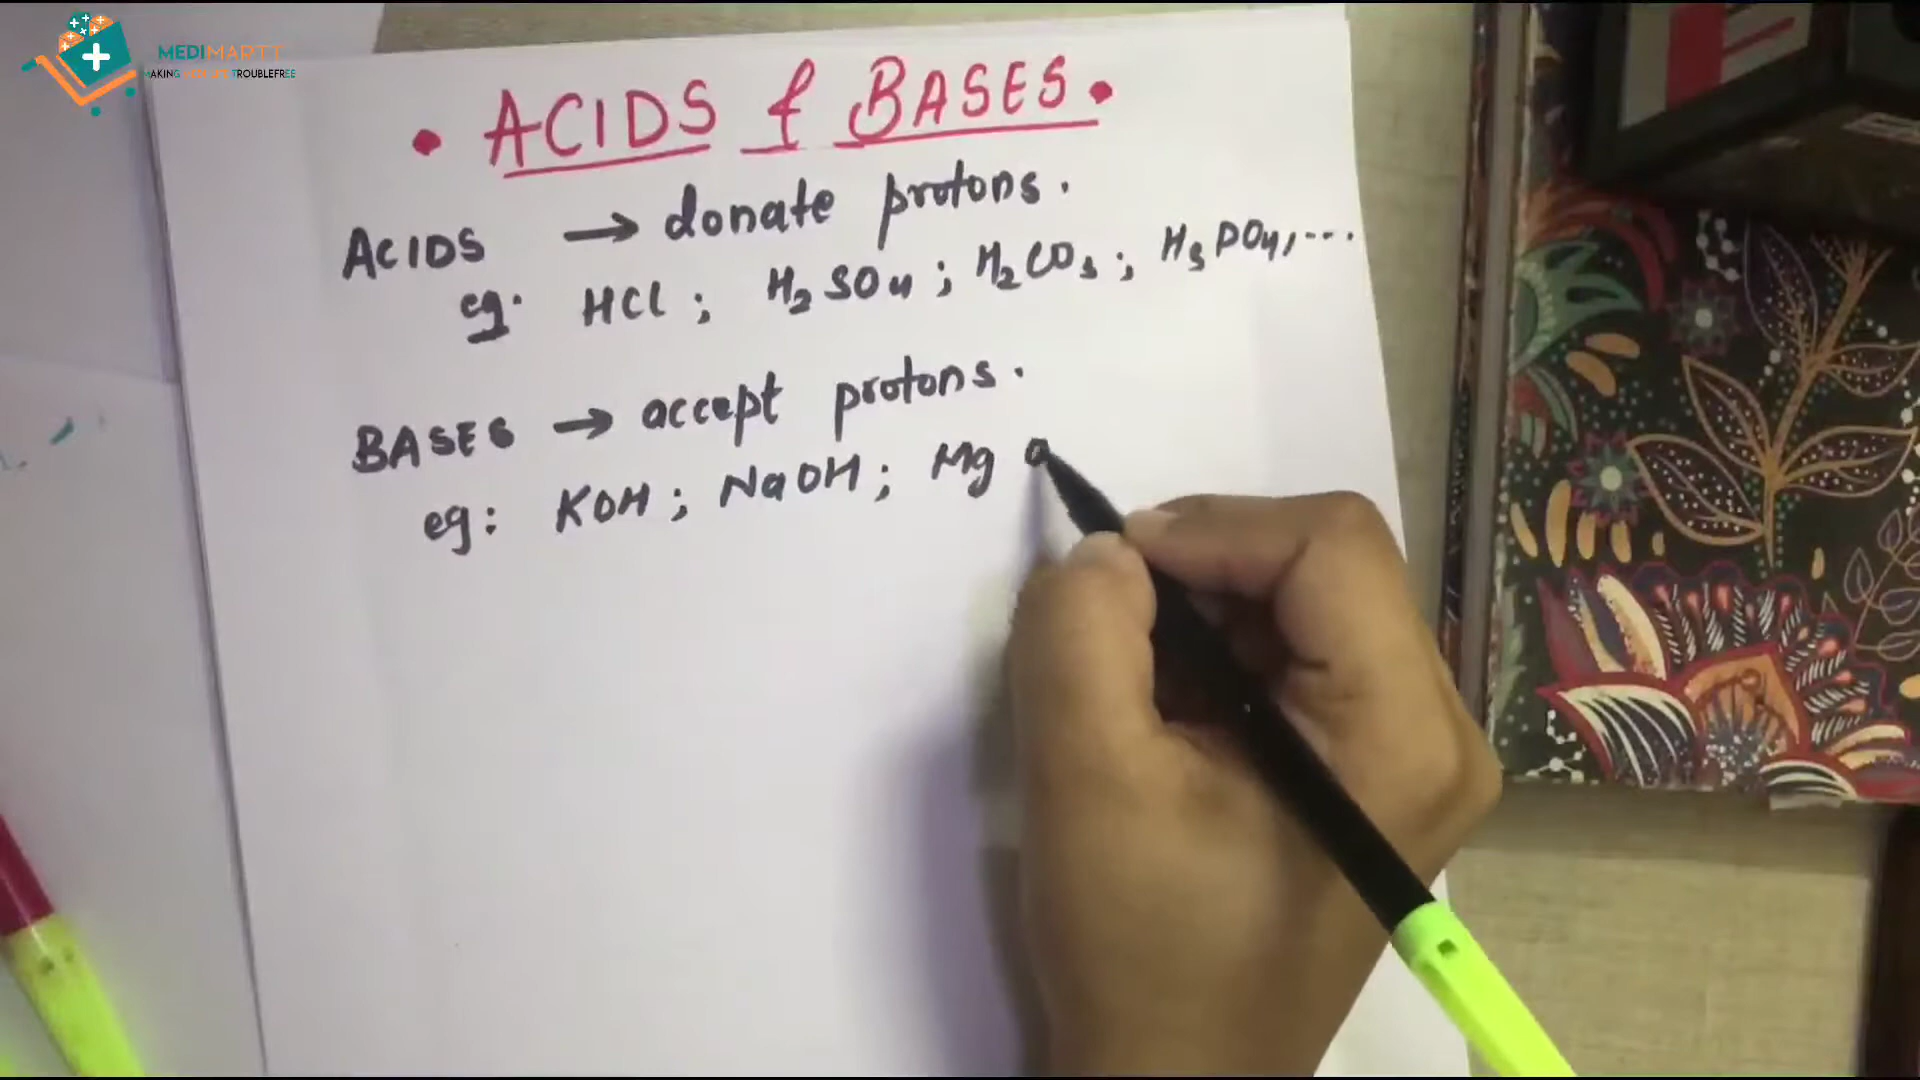 MEDIMARTT
MAKING MEDICINE TROUBLEFREE
• ACIDS & BASES •
ACIDS → donate protons.
eg. HCl ; H₂SO₄ ; H₂CO₃ ; H₃PO₄, ...
BASES → accept protons.
eg: KOH ; NaOH ; Mg O